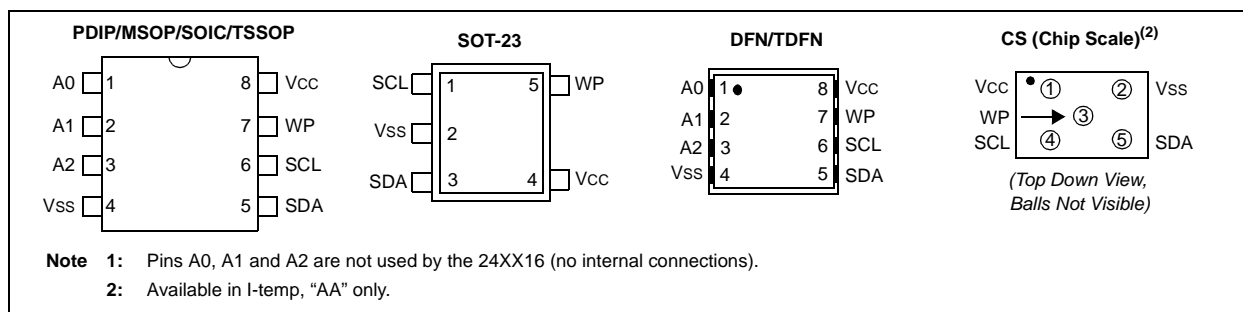 PDIP/MSOP/SOIC/TSSOP
A0 1 8 VCC
A1 2 7 WP
A2 3 6 SCL
VSS 4 5 SDA
SOT-23
SCL 1 5 WP
VSS 2
SDA 3 4 VCC
DFN/TDFN
A0 1 8 VCC
A1 2 7 WP
A2 3 6 SCL
VSS 4 5 SDA
CS (Chip Scale)(2)
VCC 1 2 VSS
WP 3
SCL 4 5 SDA
(Top Down View,
Balls Not Visible)
Note 1: Pins A0, A1 and A2 are not used by the 24XX16 (no internal connections).
2: Available in I-temp, “AA” only.